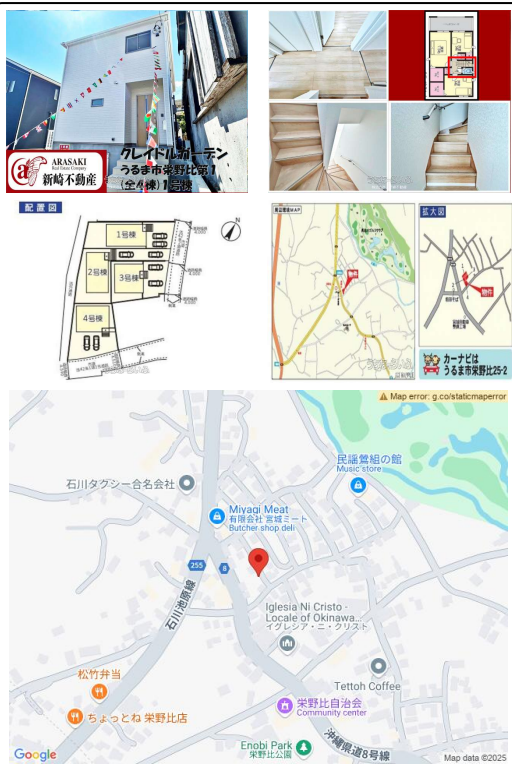 ARASAKI
Real Estate Company
新崎不動産
クレイドルガーデン
うるま市栄野比第1
(全4棟)1号棟
配置図
N
1号棟
2号棟
3号棟
4号棟
拡大図
物件
物件
カーナビは
うるま市栄野比25-2
Map error: g.co/staticmaperror
民謡鶯組の館
Music store
石川タクシー合名会社
Miyagi Meat
有限会社 宮城ミート
Butcher shop deli
255
8
石川池原線
Iglesia Ni Cristo -
Locale of Okinawa...
イグレシア・ニ・クリスト
松竹弁当
Tettoh Coffee
ちょっとね 栄野比店
栄野比自治会
Community center
Enobi Park
栄野比公園
沖縄県道8号線
Google
Map data ©2025